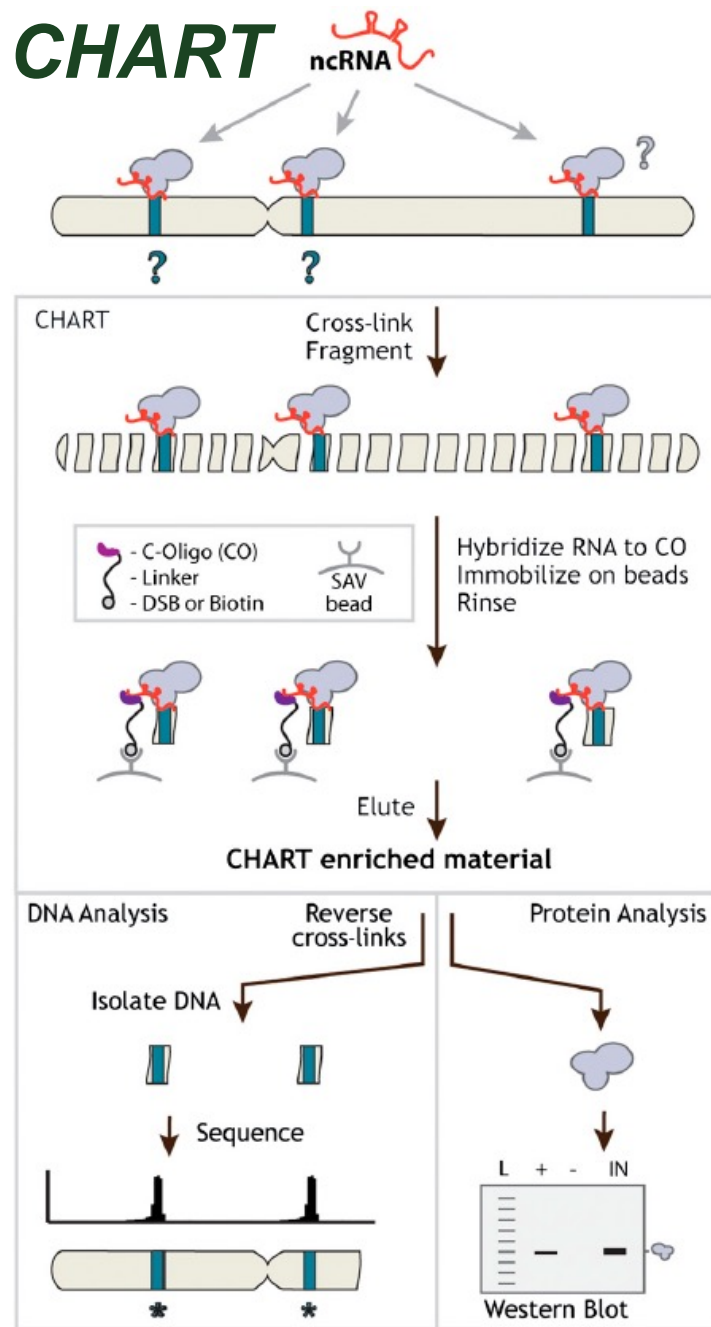 CHART
ncRNA
?
? ?
CHART
Cross-link
Fragment
- C-Oligo (CO)
- Linker
- DSB or Biotin
SAV
bead
Hybridize RNA to CO
Immobilize on beads
Rinse
Elute
CHART enriched material
DNA Analysis
Reverse
cross-links
Protein Analysis
Isolate DNA
Sequence
* *
L + - IN
Western Blot